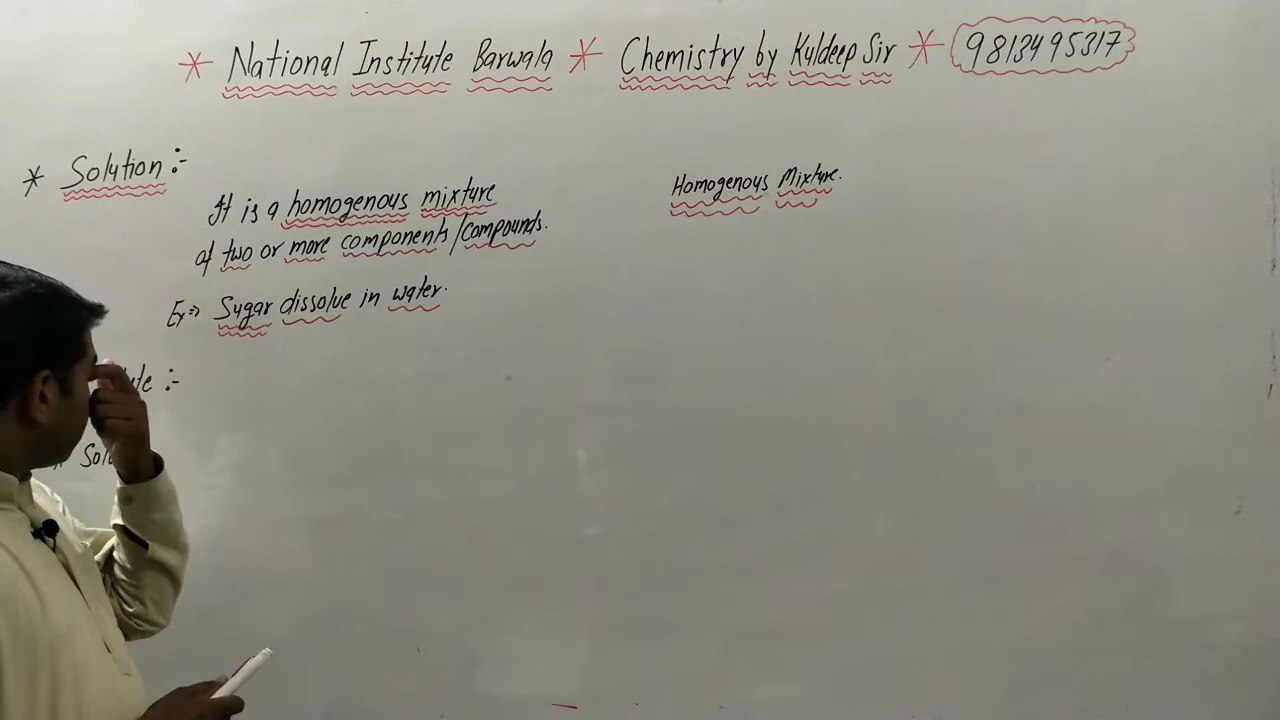 * National Institute Barwala * Chemistry by Kuldeep Sir * 9813495317
* Solution :-
It is a homogenous mixture
of two or more components/compounds.
Ex ⇒ Sugar dissolve in water.
Homogenous Mixture.